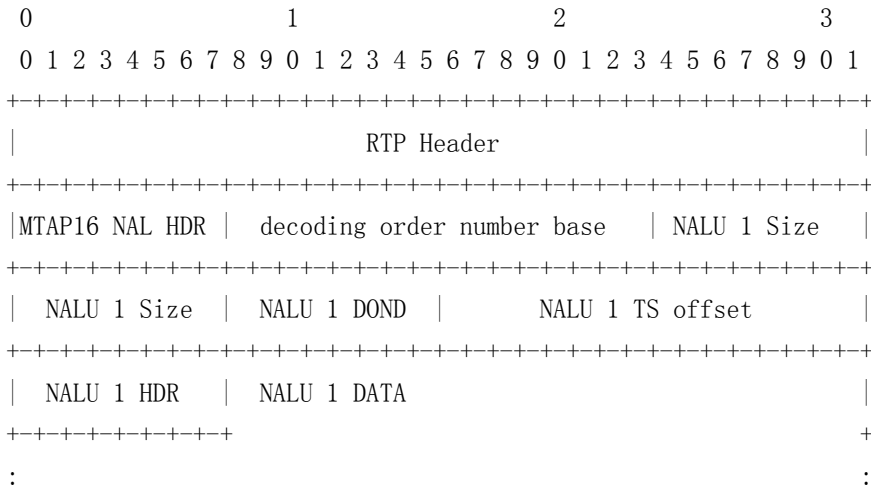 0                   1                   2                   3
0 1 2 3 4 5 6 7 8 9 0 1 2 3 4 5 6 7 8 9 0 1 2 3 4 5 6 7 8 9 0 1
+-+-+-+-+-+-+-+-+-+-+-+-+-+-+-+-+-+-+-+-+-+-+-+-+-+-+-+-+-+-+-+-+
|                          RTP Header                           |
+-+-+-+-+-+-+-+-+-+-+-+-+-+-+-+-+-+-+-+-+-+-+-+-+-+-+-+-+-+-+-+-+
|MTAP16 NAL HDR |  decoding order number base   | NALU 1 Size   |
+-+-+-+-+-+-+-+-+-+-+-+-+-+-+-+-+-+-+-+-+-+-+-+-+-+-+-+-+-+-+-+-+
|  NALU 1 Size  |  NALU 1 DOND  |       NALU 1 TS offset        |
+-+-+-+-+-+-+-+-+-+-+-+-+-+-+-+-+-+-+-+-+-+-+-+-+-+-+-+-+-+-+-+-+
|  NALU 1 HDR   |  NALU 1 DATA                                  |
+-+-+-+-+-+-+-+-+                                               +
:                                                               :